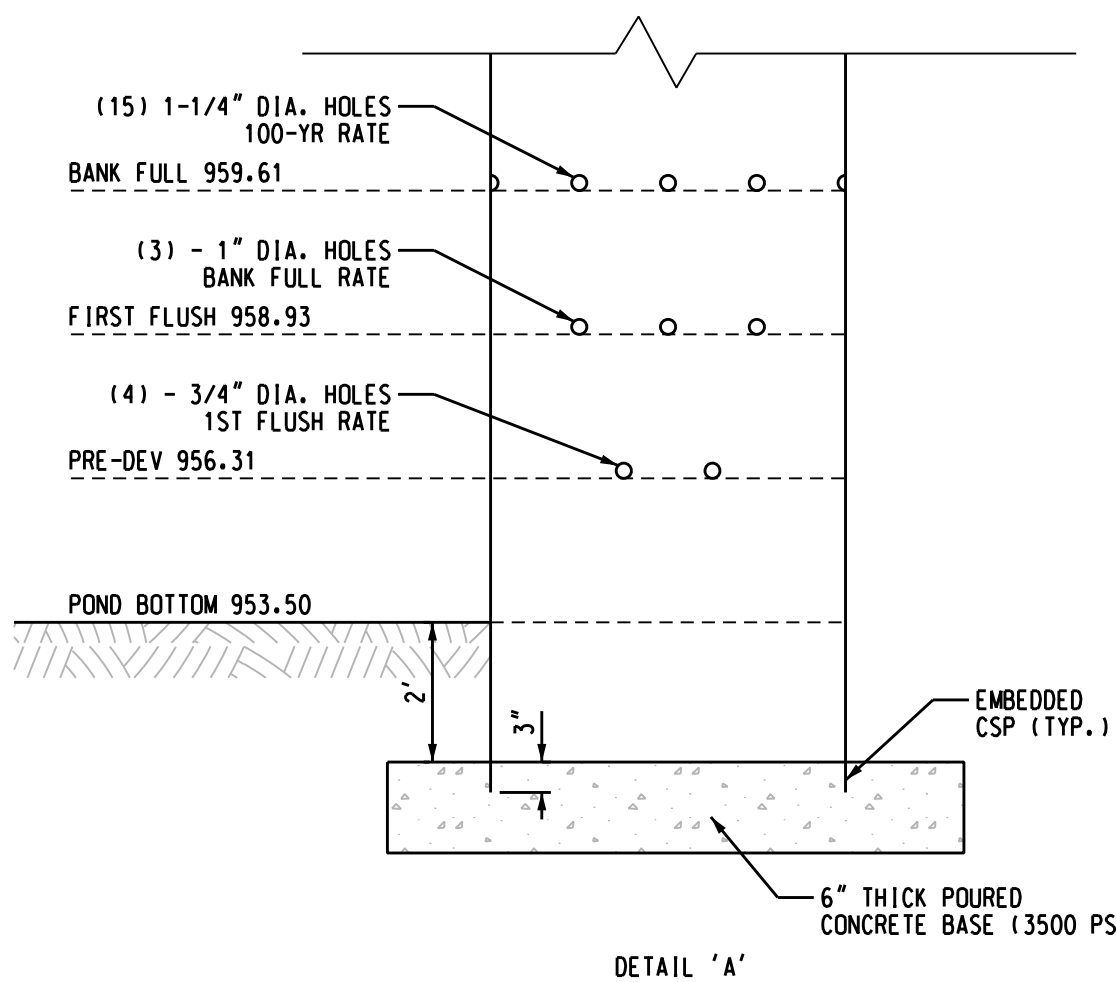 (15) 1-1/4" DIA. HOLES
100-YR RATE
BANK FULL 959.61
(3) - 1" DIA. HOLES
BANK FULL RATE
FIRST FLUSH 958.93
(4) - 3/4" DIA. HOLES
1ST FLUSH RATE
PRE-DEV 956.31
POND BOTTOM 953.50
2'
3"
EMBEDDED
CSP (TYP.)
6" THICK POURED
CONCRETE BASE (3500 PS
DETAIL 'A'